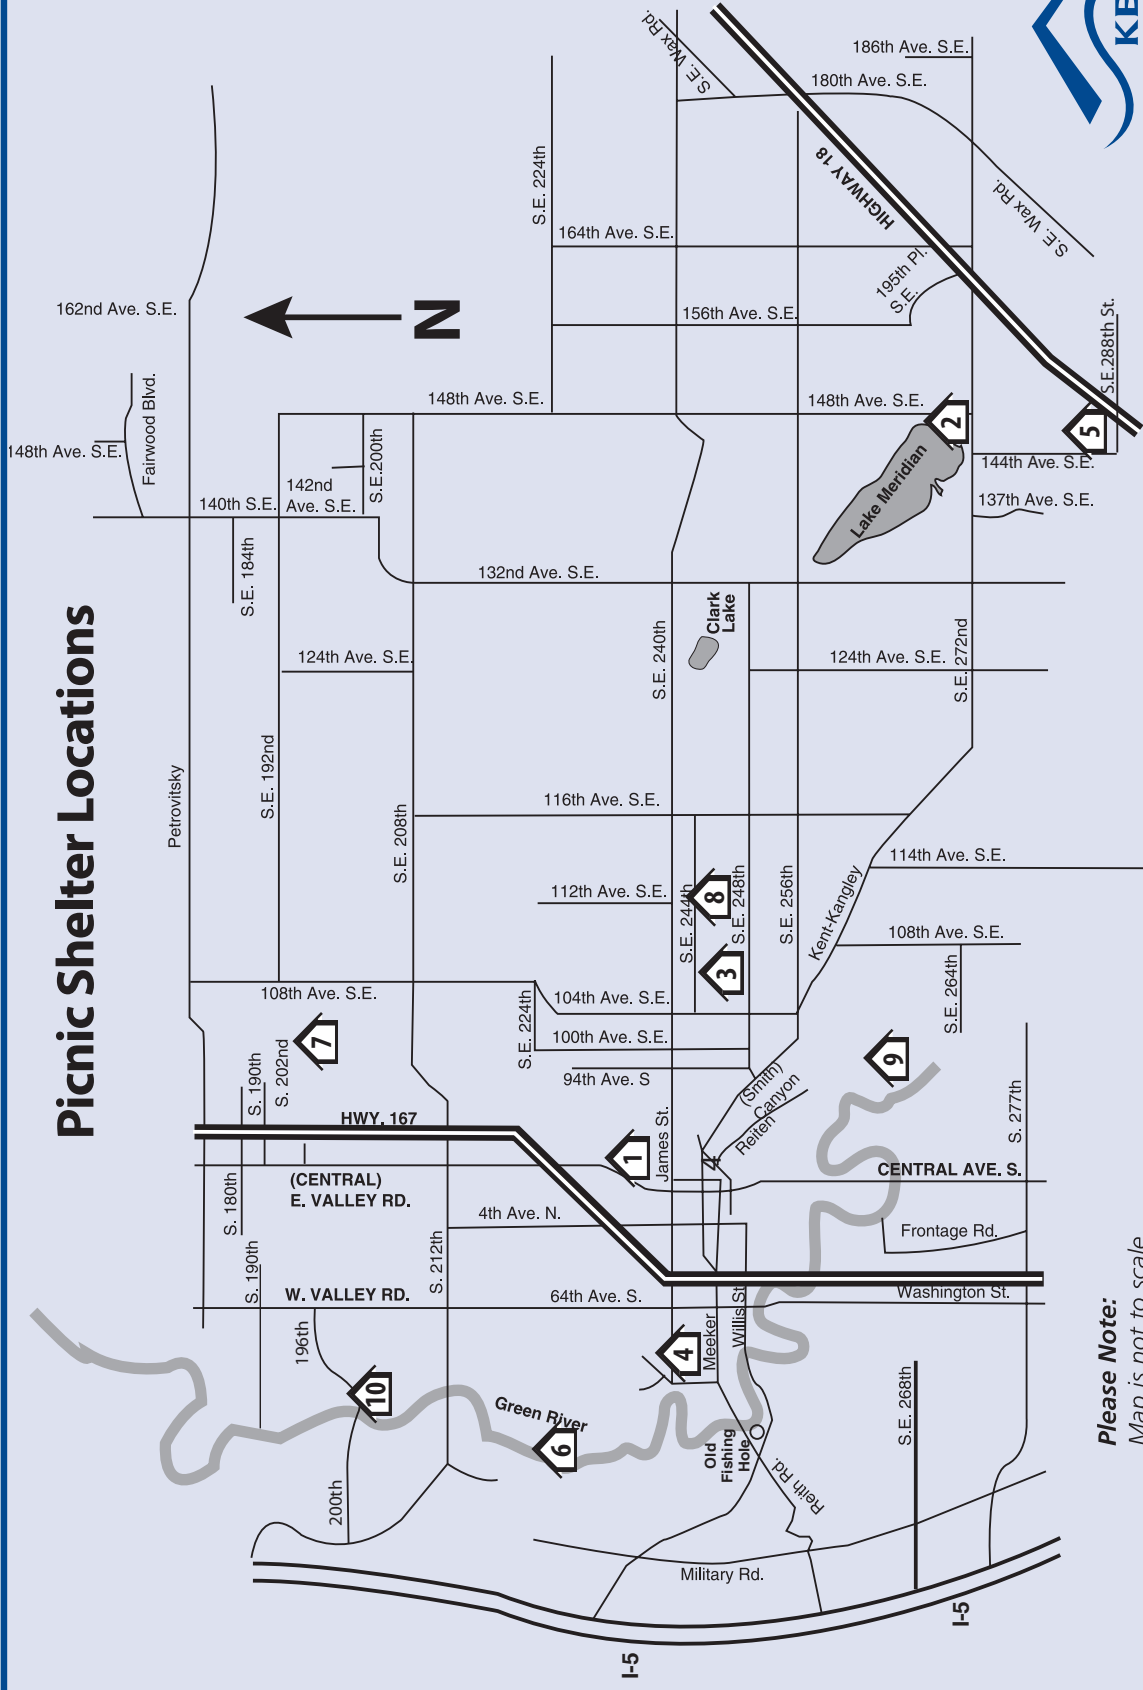 Picnic Shelter Locations
148th Ave. S.E.
Fairwood Blvd.
162nd Ave. S.E.
Petrovitsky
140th S.E.
142nd
Ave. S.E.
S.E.200th
S.E. 184th
S.E. 192nd
148th Ave. S.E.
N
S.E. 224th
164th Ave. S.E.
156th Ave. S.E.
S.E. Wax Rd.
186th Ave. S.E.
180th Ave. S.E.
HIGHWAY 18
S.E. Wax Rd.
195th Pl.
S.E.
148th Ave. S.E.
2
Lake Meridian
5
S.E.288th St.
144th Ave. S.E.
137th Ave. S.E.
132nd Ave. S.E.
124th Ave. S.E.
S.E. 240th
Clark
Lake
124th Ave. S.E.
S.E. 272nd
S.E. 208th
116th Ave. S.E.
112th Ave. S.E.
S.E. 244th
8
S.E. 248th
S.E. 256th
Kent-Kangley
114th Ave. S.E.
108th Ave. S.E.
S.E. 264th
3
108th Ave. S.E.
S.E. 224th
104th Ave. S.E.
100th Ave. S.E.
94th Ave. S
7
S. 202nd
S. 190th
HWY. 167
(CENTRAL)
E. VALLEY RD.
S. 180th
S. 190th
1
James St.
(Smith)
Canyon
Reiten
4
9
S. 277th
CENTRAL AVE. S.
Frontage Rd.
4th Ave. N.
S. 212th
W. VALLEY RD.
64th Ave. S.
Washington St.
196th
10
200th
Green River
6
4
Meeker
Willis St.
Old
Fishing
Hole
Reith Rd.
S.E. 268th
Military Rd.
I-5
I-5
Please Note:
Map is not to scale
KE